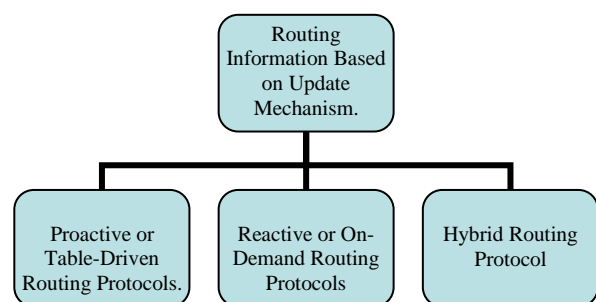 Routing
Information Based
on Update
Mechanism.
Proactive or
Table-Driven
Routing Protocols.
Reactive or On-
Demand Routing
Protocols
Hybrid Routing
Protocol